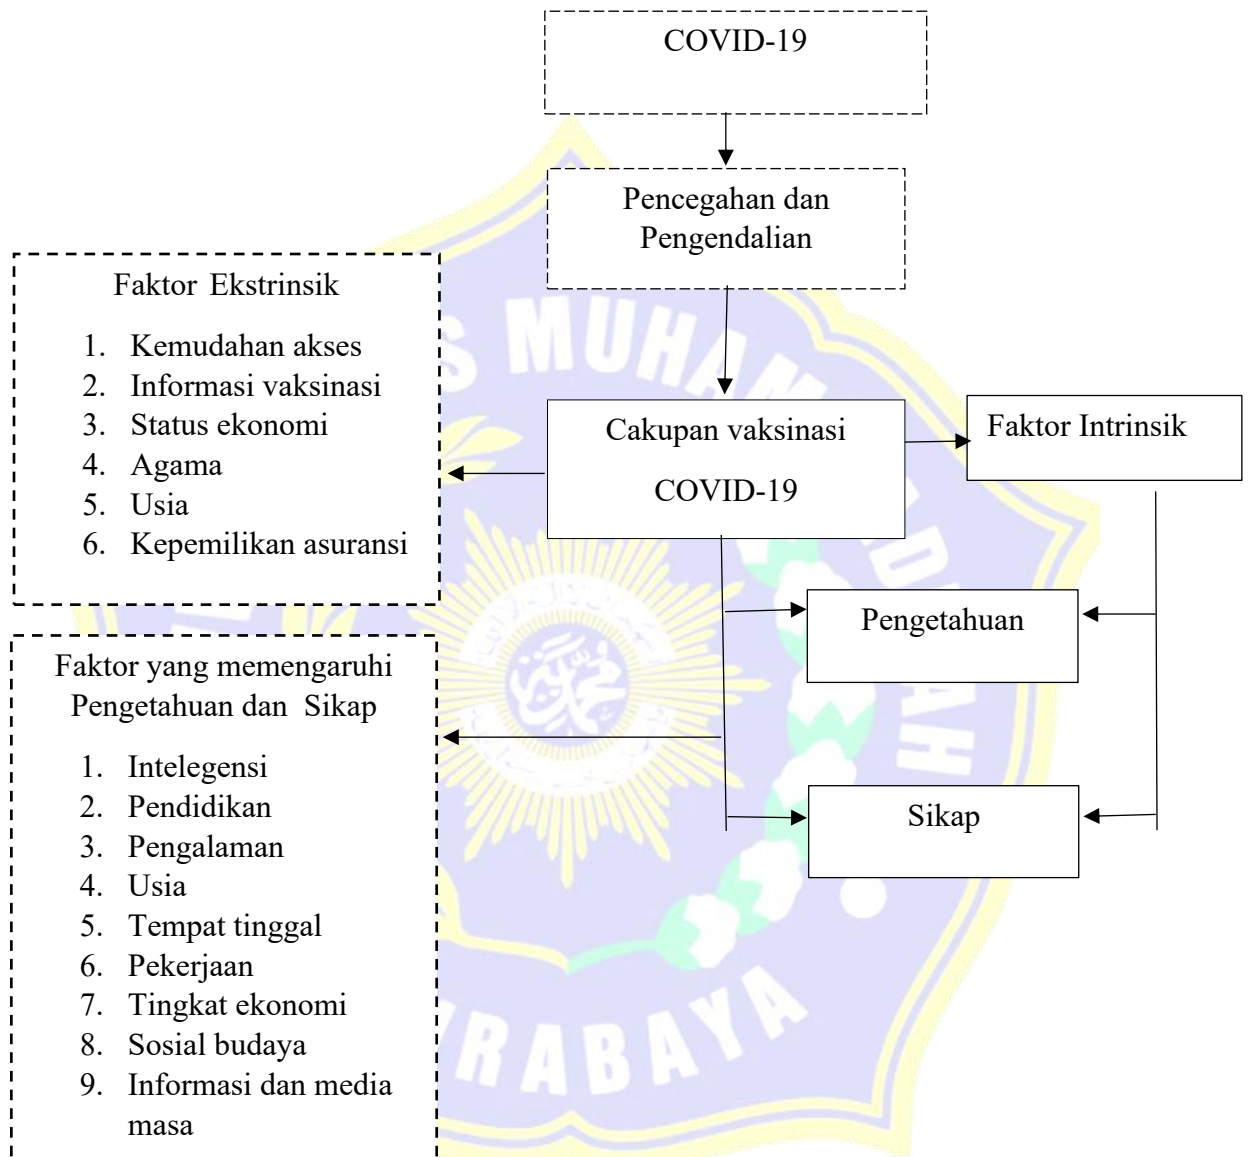 COVID-19
Pencegahan dan
Pengendalian
Faktor Ekstrinsik
1. Kemudahan akses
2. Informasi vaksinasi
3. Status ekonomi
4. Agama
5. Usia
6. Kepemilikan asuransi
Cakupan vaksinasi
COVID-19
Faktor Intrinsik
Pengetahuan
Sikap
Faktor yang memengaruhi
Pengetahuan dan Sikap
1. Intelegensi
2. Pendidikan
3. Pengalaman
4. Usia
5. Tempat tinggal
6. Pekerjaan
7. Tingkat ekonomi
8. Sosial budaya
9. Informasi dan media
masa